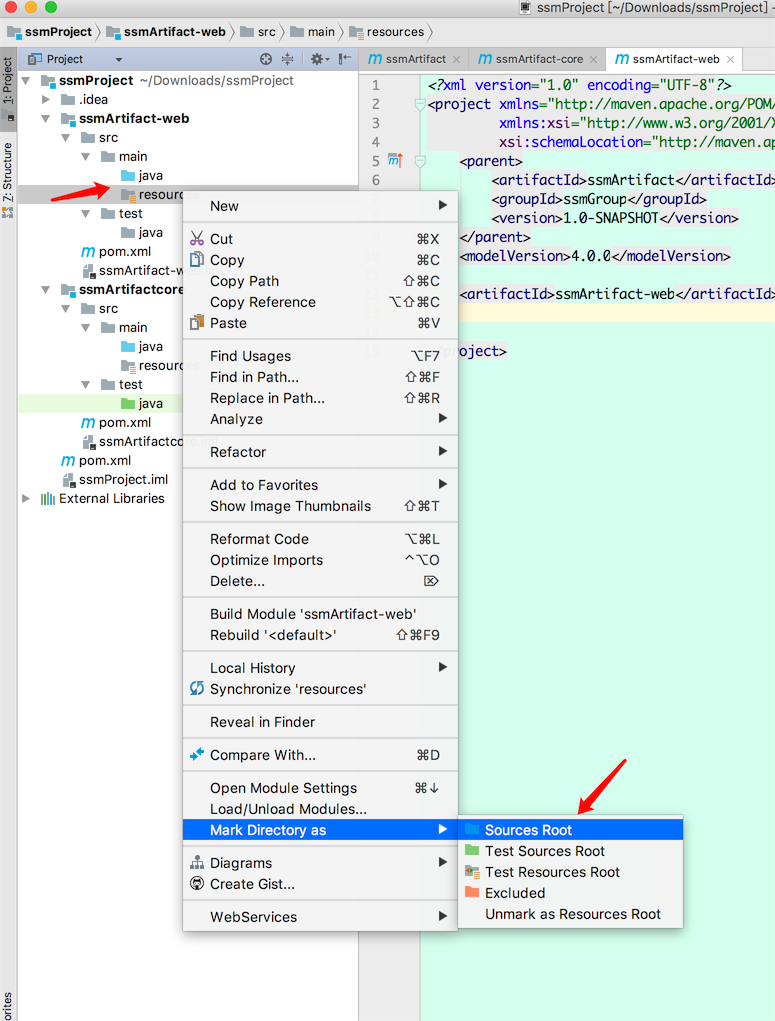 ssmProject [~/Downloads/ssmProject] -
ssmProject ssmArtifact-web src main resources
1: Project
Z: Structure
Project
ssmProject ~/Downloads/ssmProject
.idea
ssmArtifact-web
src
main
java
resourc
test
java
pom.xml
ssmArtifact-w
ssmArtifactcore
src
main
java
resources
test
java
pom.xml
ssmArtifactcore.iml
pom.xml
ssmProject.iml
External Libraries
orites
ssmArtifact ssmArtifact-core ssmArtifact-web
1 <?xml version="1.0" encoding="UTF-8"?>
2 <project xmlns="http://maven.apache.org/POM/
3 xmlns:xsi="http://www.w3.org/2001/X
4 xsi:schemaLocation="http://maven.ap
5 <parent>
6 <artifactId>ssmArtifact</artifactId>
<groupId>ssmGroup</groupId>
<version>1.0-SNAPSHOT</version>
</parent>
<modelVersion>4.0.0</modelVersion>
<artifactId>ssmArtifact-web</artifactId>
project>
New
Cut ⌘X
Copy ⌘C
Copy Path ⇧⌘C
Copy Reference ⌥⇧⌘C
Paste ⌘V
Find Usages ⌥F7
Find in Path... ⇧⌘F
Replace in Path... ⇧⌘R
Analyze
Refactor
Add to Favorites
Show Image Thumbnails ⇧⌘T
Reformat Code ⌥⌘L
Optimize Imports ^⌥O
Delete... ⌦
Build Module 'ssmArtifact-web'
Rebuild '<default>' ⇧⌘F9
Local History
Synchronize 'resources'
Reveal in Finder
Compare With... ⌘D
Open Module Settings ⌘↓
Load/Unload Modules...
Mark Directory as
Diagrams
Create Gist...
WebServices
Sources Root
Test Sources Root
Test Resources Root
Excluded
Unmark as Resources Root